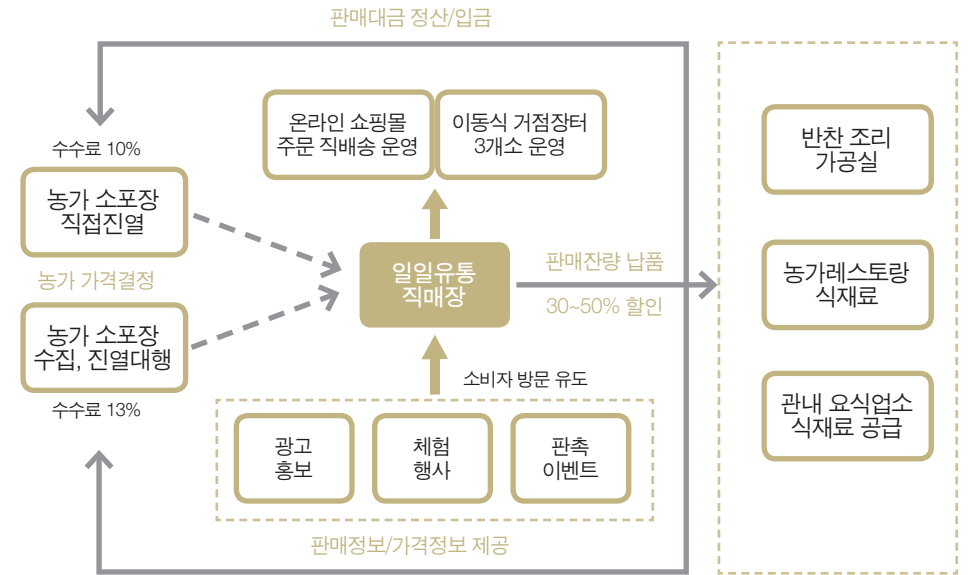 판매대금 정산/입금
수수료 10%
농가 소포장
직접진열
농가 가격결정
농가 소포장
수집, 진열대행
수수료 13%
온라인 쇼핑몰
주문 직배송 운영
이동식 거점장터
3개소 운영
일일유통
직매장
판매잔량 납품
30~50% 할인
소비자 방문 유도
광고
홍보
체험
행사
판촉
이벤트
판매정보/가격정보 제공
반찬 조리
가공실
농가레스토랑
식재료
관내 요식업소
식재료 공급